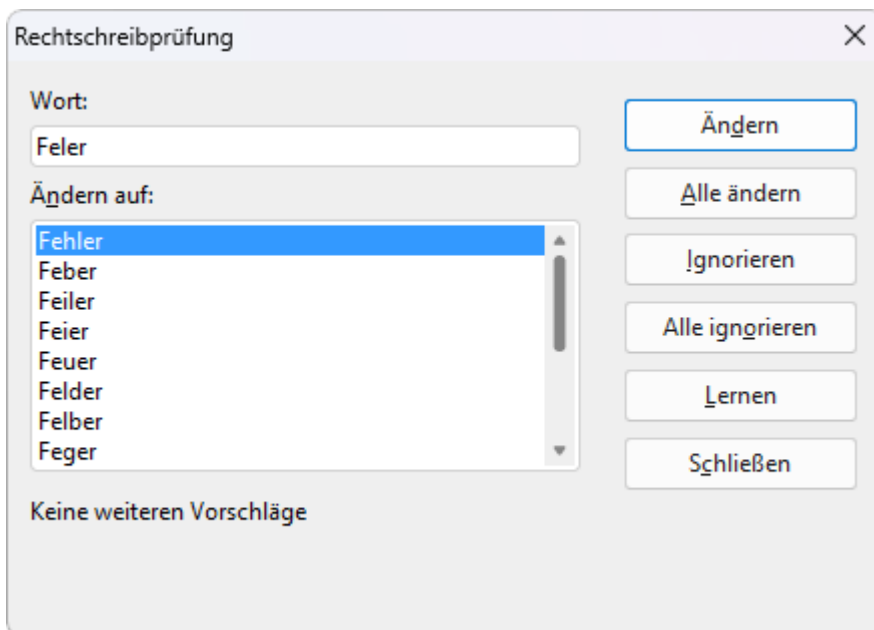 Rechtschreibprüfung
Wort:
Feler
Ändern auf:
Fehler
Feber
Feiler
Feier
Feuer
Felder
Felber
Feger
Keine weiteren Vorschläge
Ändern
Alle ändern
Ignorieren
Alle ignorieren
Lernen
Schließen